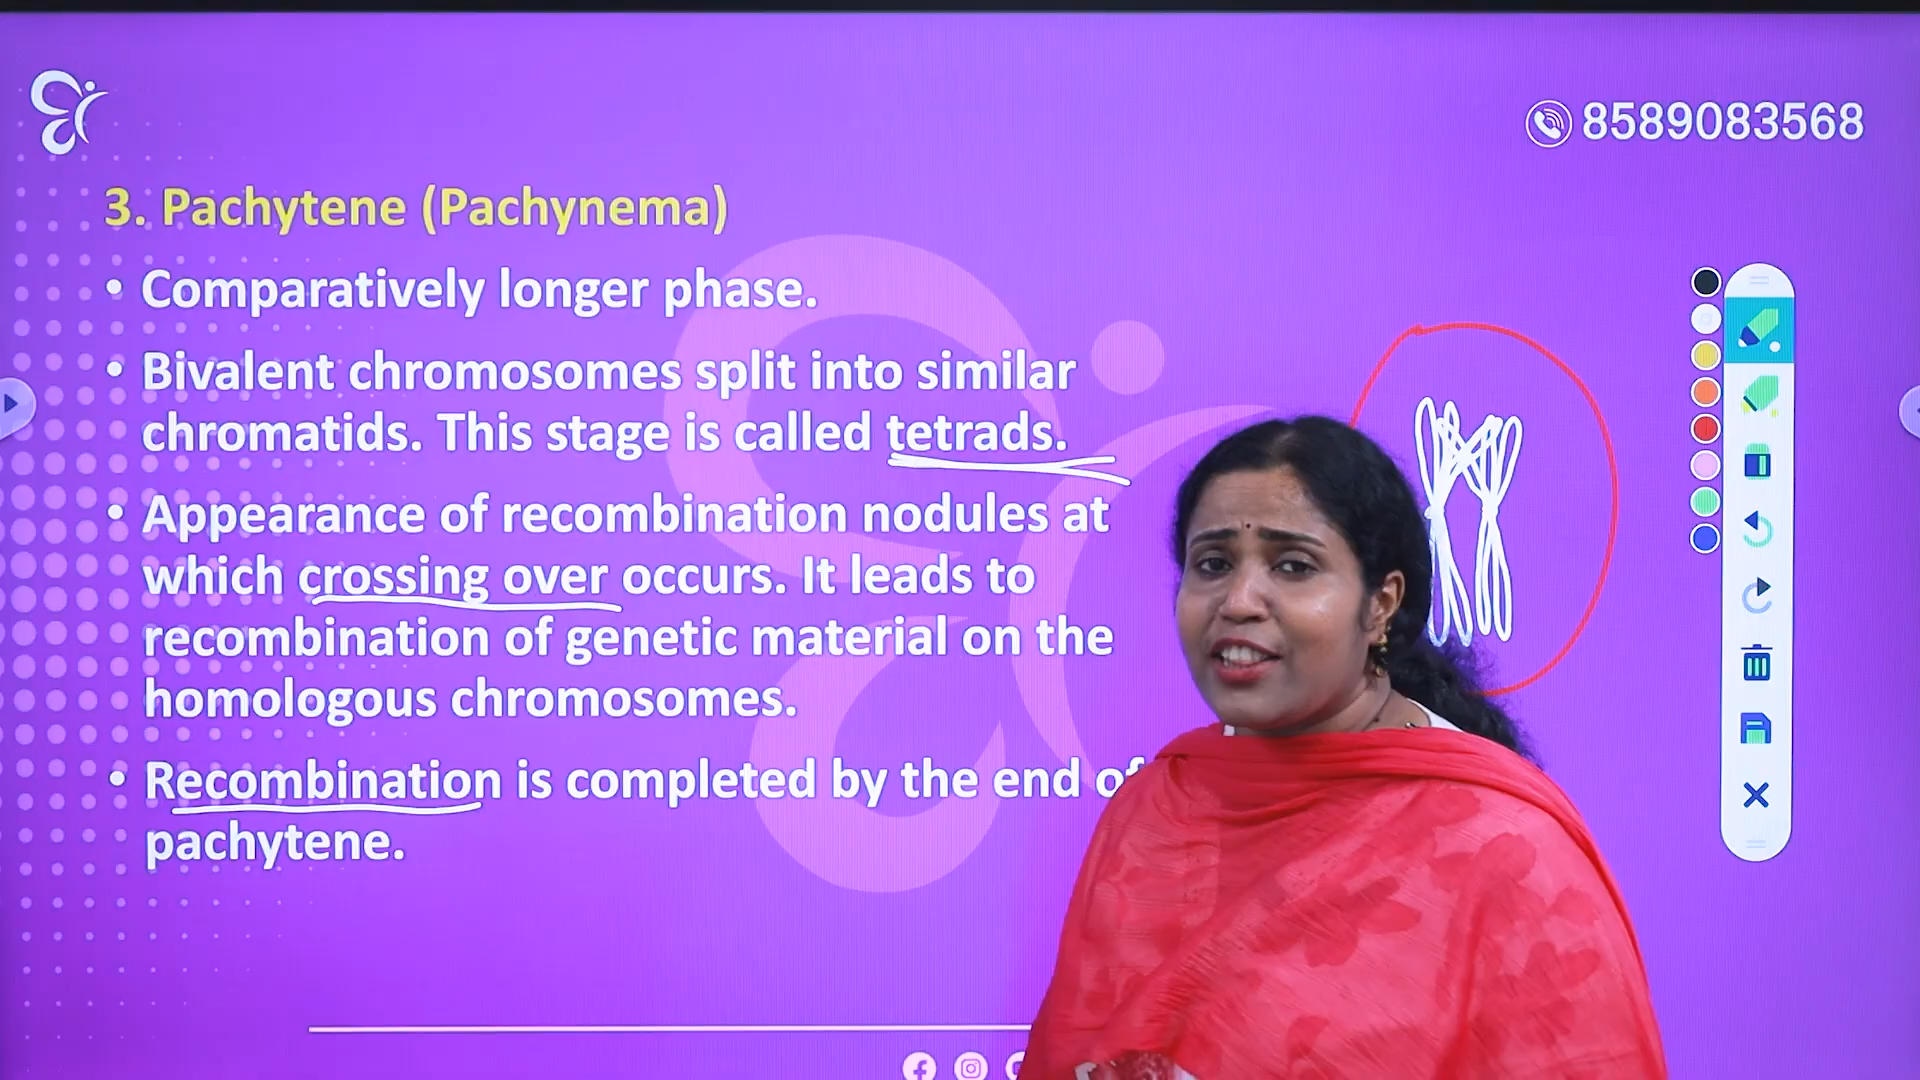 8589083568
3. Pachytene (Pachynema)
• Comparatively longer phase.
• Bivalent chromosomes split into similar
chromatids. This stage is called tetrads.
• Appearance of recombination nodules at
which crossing over occurs. It leads to
recombination of genetic material on the
homologous chromosomes.
• Recombination is completed by the end of
pachytene.